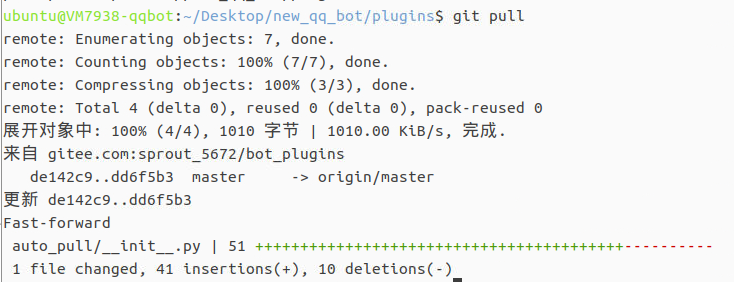 ubuntu@VM7938-qqbot:~/Desktop/new_qq_bot/plugins$ git pull
remote: Enumerating objects: 7, done.
remote: Counting objects: 100% (7/7), done.
remote: Compressing objects: 100% (3/3), done.
remote: Total 4 (delta 0), reused 0 (delta 0), pack-reused 0
展开对象中: 100% (4/4), 1010 字节 | 1010.00 KiB/s, 完成.
来自 gitee.com:sprout_5672/bot_plugins
   de142c9..dd6f5b3  master     -> origin/master
更新 de142c9..dd6f5b3
Fast-forward
 auto_pull/__init__.py | 51 +++++++++++++++++++++++++++++++++++++++++----------
 1 file changed, 41 insertions(+), 10 deletions(-)